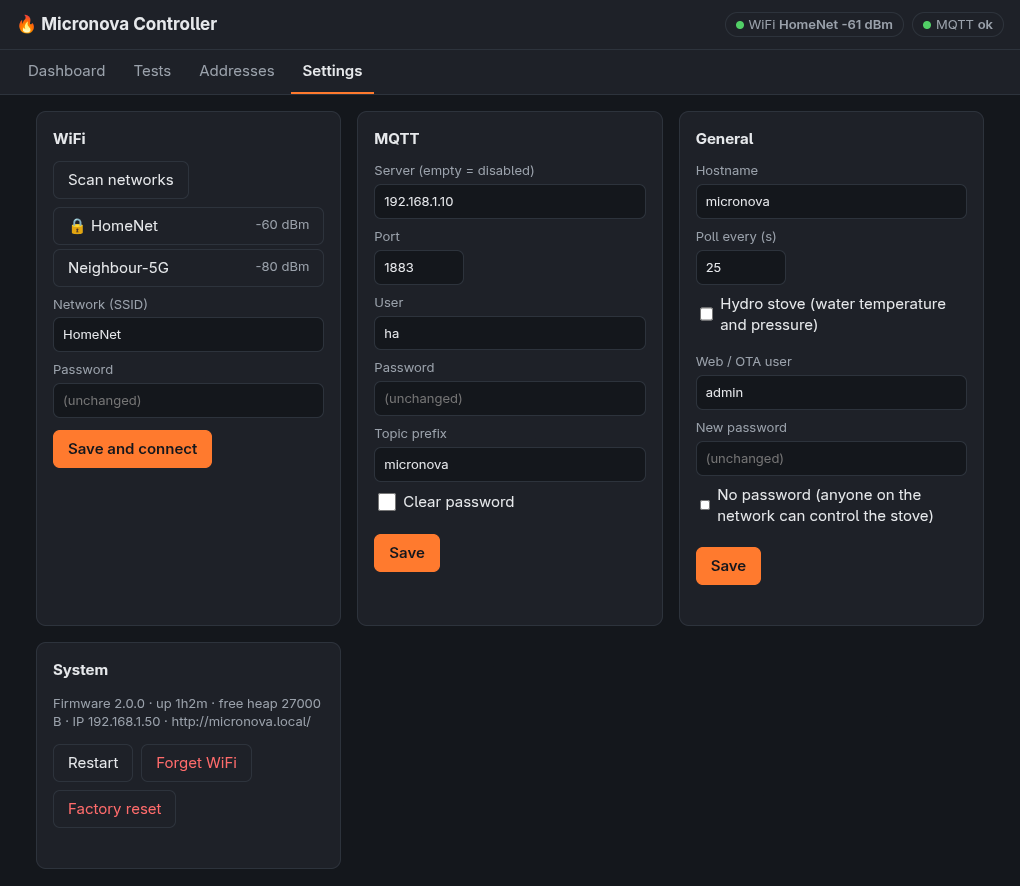 🔥 Micronova Controller
WiFi HomeNet -61 dBm
MQTT ok
Dashboard
Tests
Addresses
Settings
WiFi
Scan networks
🔒 HomeNet -60 dBm
Neighbour-5G -80 dBm
Network (SSID)
HomeNet
Password
(unchanged)
Save and connect
MQTT
Server (empty = disabled)
192.168.1.10
Port
1883
User
ha
Password
(unchanged)
Topic prefix
micronova
Clear password
Save
General
Hostname
micronova
Poll every (s)
25
Hydro stove (water temperature
and pressure)
Web / OTA user
admin
New password
(unchanged)
No password (anyone on the
network can control the stove)
Save
System
Firmware 2.0.0 · up 1h2m · free heap 27000
B · IP 192.168.1.50 · http://micronova.local/
Restart
Forget WiFi
Factory reset